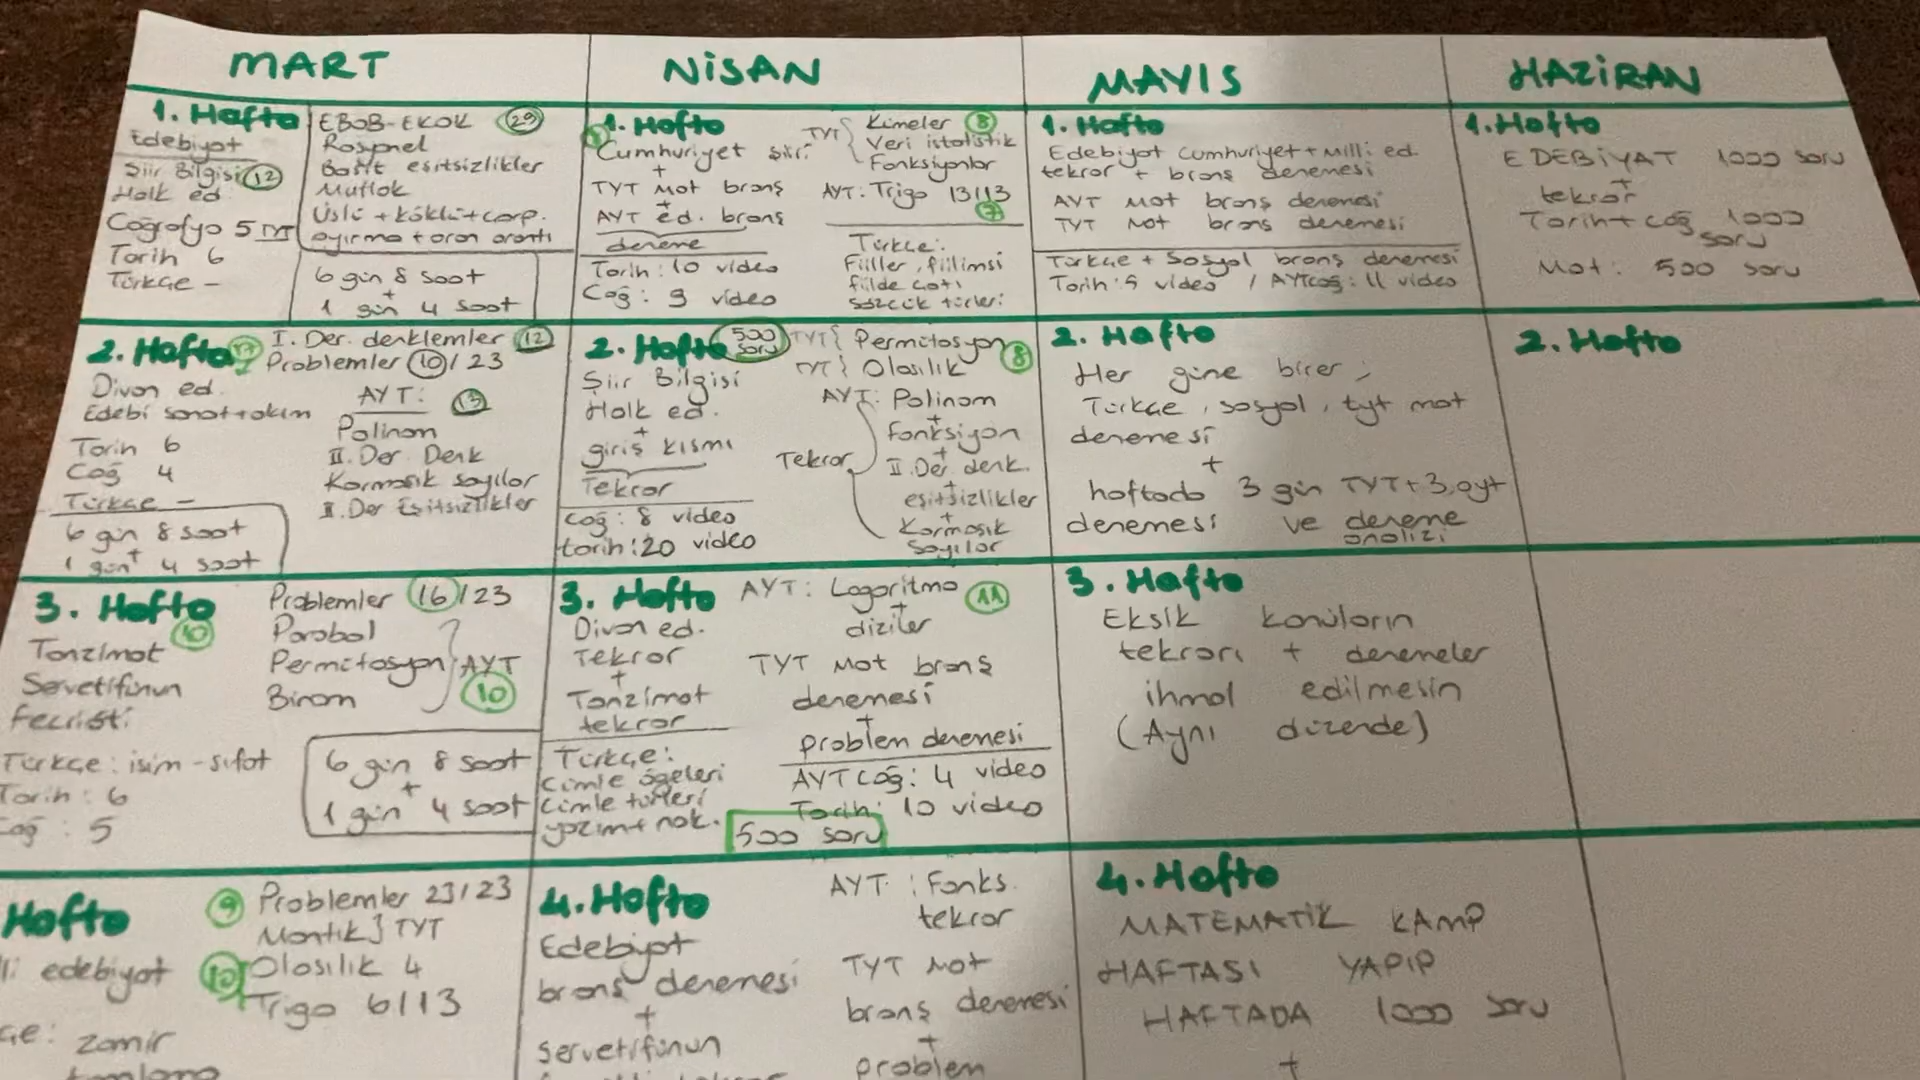 MART
1. Hafta
Edebiyat
Şiir Bilgisi 12
Halk ed
Coğrafya 5 TYT
Tarih 6
Türkçe -
EBOB-EKOK 29
Rasyonel
Basit eşitsizlikler
Mutlak
Üslü + köklü + çarp.
ayırma + oran orantı
6 gün 8 saat
+
1 gün 4 saat
2. Hafta
Divan ed.
Edebi sanat + akım
Tarih 6
Coğ 4
Türkçe -
6 gün 8 saat
+
1 gün 4 saat
I. Der. denklemler 12
Problemler 10/23
AYT: 13
Polinom
II. Der Denk
Karmaşık sayılar
II. Der Eşitsizlikler
3. Hafta
10
Tanzimat
Servetifünun
Fecriati
Türkçe: isim - sıfat
Tarih: 6
Coğ: 5
Problemler 16/23
Parabol
Permütasyon AYT
Binom 10
6 gün 8 saat
+
1 gün 4 saat
Hafta
edebiyat
zamir
9 Problemler 23/23
Mantık } TYT
Olasılık 4
Trigo 6/13
NİSAN
1. Hafta
Cumhuriyet şiiri
+
TYT Mat branş
AYT ed. branş
deneme
Tarih: 10 video
Coğ: 9 video
TYT { Kümeler 8
Veri istatistik
Fonksiyonlar
AYT: Trigo 13/13
7
Türkçe:
Fiiller, fiilimsi
fiilde çatı
sözcük türleri
2. Hafta 500 soru
Şiir Bilgisi
Halk ed.
+
giriş kısmı
Tekrar
Coğ: 8 video
tarih: 20 video
TYT { Permütasyon
TYT { Olasılık 8
AYT: Polinom
+
fonksiyon
+
Tekrar II. Der. denk.
+
eşitsizlikler
+
Karmaşık
Sayılar
3. Hafta
Divan ed.
Tekrar
+
Tanzimat
tekrar
Türkçe:
Cümle ögeleri
Cümle türleri
yazım + nok.
AYT: Logaritma 11
+
diziler
TYT Mat branş
denemesi
+
problem denemesi
AYT Coğ: 4 video
Tarih: 10 video
500 soru
4. Hafta
Edebiyat
branş denemesi
+
Servetifünun
AYT: Fonks.
tekrar
TYT Mat
branş denemesi
+
problem
MAYIS
1. Hafta
Edebiyat Cumhuriyet + Milli ed.
tekrar + branş denemesi
AYT Mat branş denemesi
TYT Mat branş denemesi
Türkçe + Sosyal branş denemesi
Tarih: 5 video / AYT coğ: 11 video
2. Hafta
Her güne birer,
Türkçe, sosyal, tyt mat
denemesi
+
haftada 3 gün TYT + 3 ayt
denemesi ve deneme
analizi
3. Hafta
Eksik konuların
tekrarı + denemeler
ihmal edilmesin
(Aynı düzende)
4. Hafta
MATEMATİK KAMP
HAFTASI YAPIP
HAFTADA 1000 soru
+
HAZİRAN
1. Hafta
EDEBİYAT 1000 soru
+
tekrar
Tarih + coğ 1000
soru
Mat: 500 soru
2. Hafta